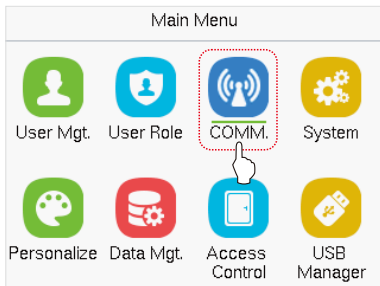 Main Menu
User Mgt. User Role COMM. System
Personalize Data Mgt. Access Control USB Manager